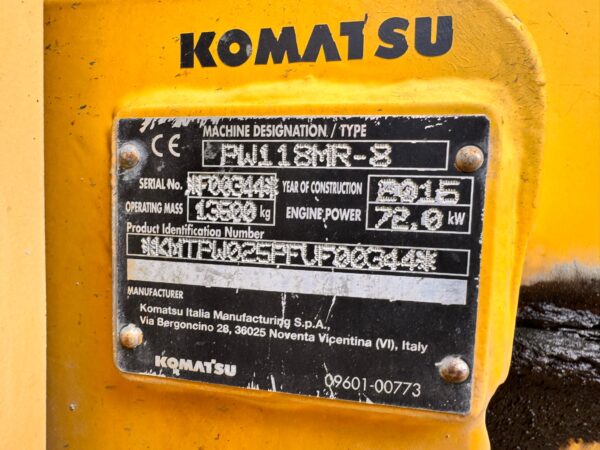 KOMATSU
CE
MACHINE DESIGNATION / TYPE
PW118MR-8
SERIAL No. *F00344* YEAR OF CONSTRUCTION 2015
OPERATING MASS 13500 kg ENGINE POWER 72.0 kW
Product Identification Number
*KMTPW025PFVF00344*
MANUFACTURER
Komatsu Italia Manufacturing S.p.A.,
Via Bergoncino 28, 36025 Noventa Vicentina (VI), Italy
KOMATSU 09601-00773